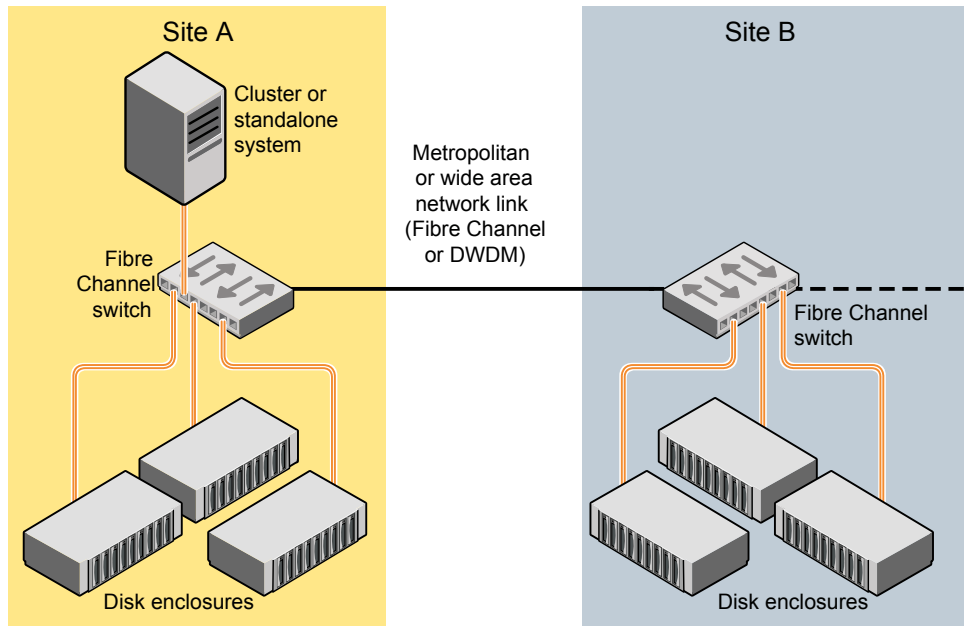 Site A
Cluster or
standalone
system
Fibre
Channel
switch
Disk enclosures
Metropolitan
or wide area
network link
(Fibre Channel
or DWDM)
Site B
Fibre Channel
switch
Disk enclosures